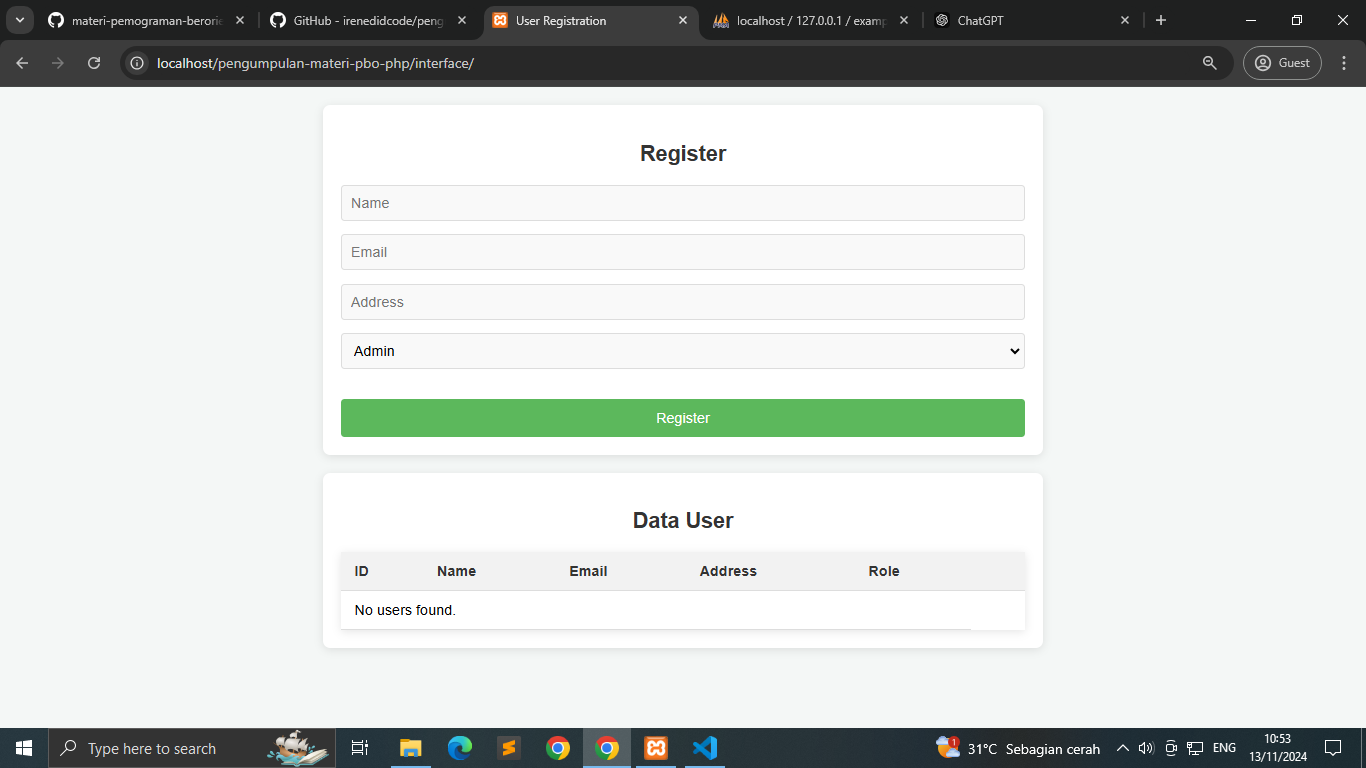 materi-pemograman-berorie
GitHub - irenedidcode/peng
User Registration
localhost / 127.0.0.1 / examp
ChatGPT
localhost/pengumpulan-materi-pbo-php/interface/
Guest
Register
Name
Email
Address
Admin
Register
Data User
ID Name Email Address Role
No users found.
Type here to search
1
31°C Sebagian cerah
ENG
10:53
13/11/2024